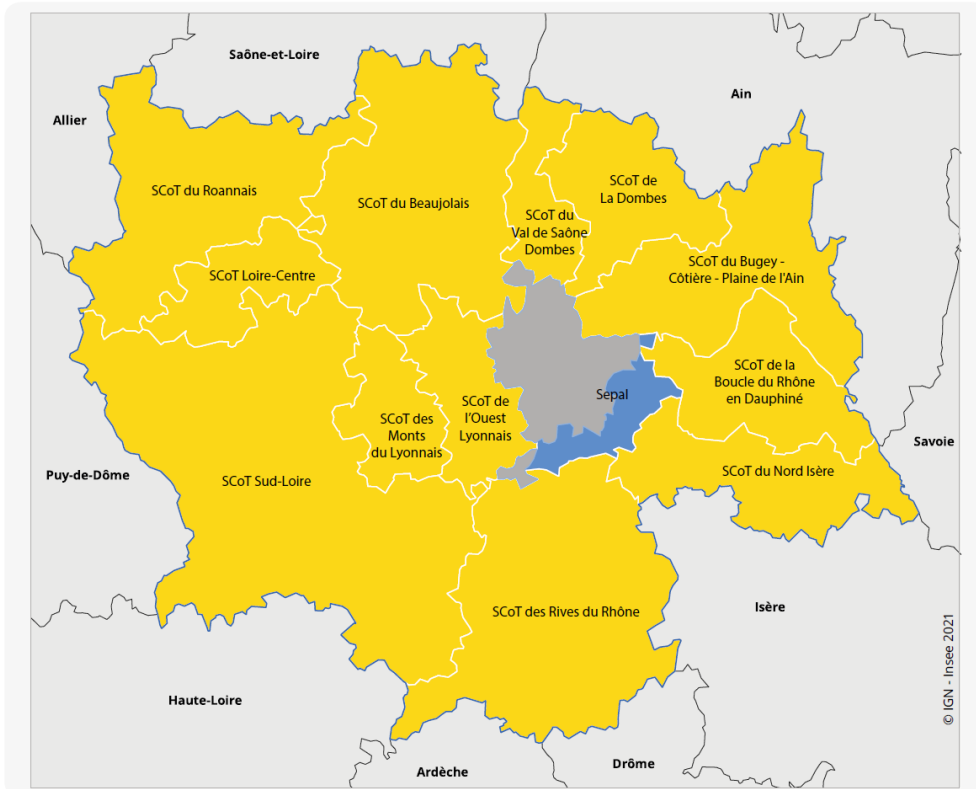 Saône-et-Loire
Ain
Allier
SCoT du Roannais
SCoT du Beaujolais
SCoT de
La Dombes
SCoT du
Val de Saône
Dombes
SCoT du Bugey -
Côtière - Plaine de l'Ain
SCoT Loire-Centre
SCoT de la
Boucle du Rhône
en Dauphiné
Sepal
SCoT de
l'Ouest
Lyonnais
SCoT des
Monts
du Lyonnais
Savoie
Puy-de-Dôme
SCoT Sud-Loire
SCoT du Nord Isère
SCoT des Rives du Rhône
Isère
Haute-Loire
Ardèche
Drôme
© IGN - Insee 2021